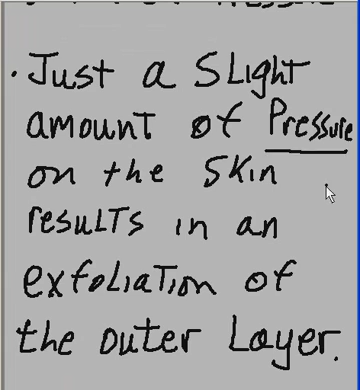 · Just a Slight
amount of Pressure
on the skin
results in an
exfoliation of
the outer Layer.